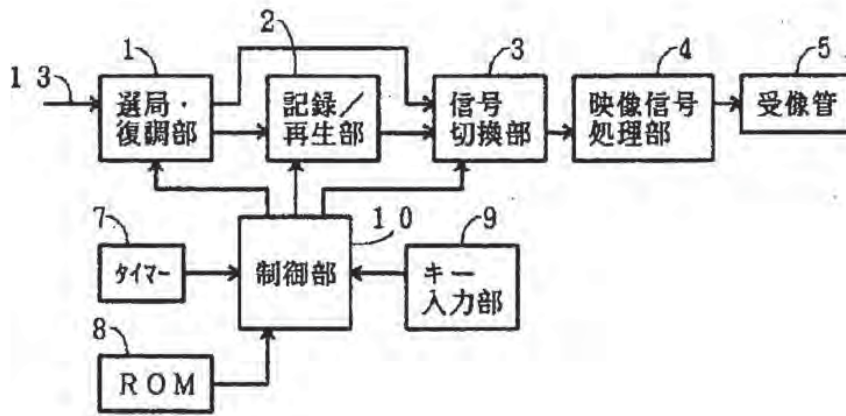 1
2
3
4
5
13
選局・
復調部
記録／
再生部
信号
切換部
映像信号
処理部
受像管
7
10
9
タイマー
制御部
キー
入力部
8
ROM